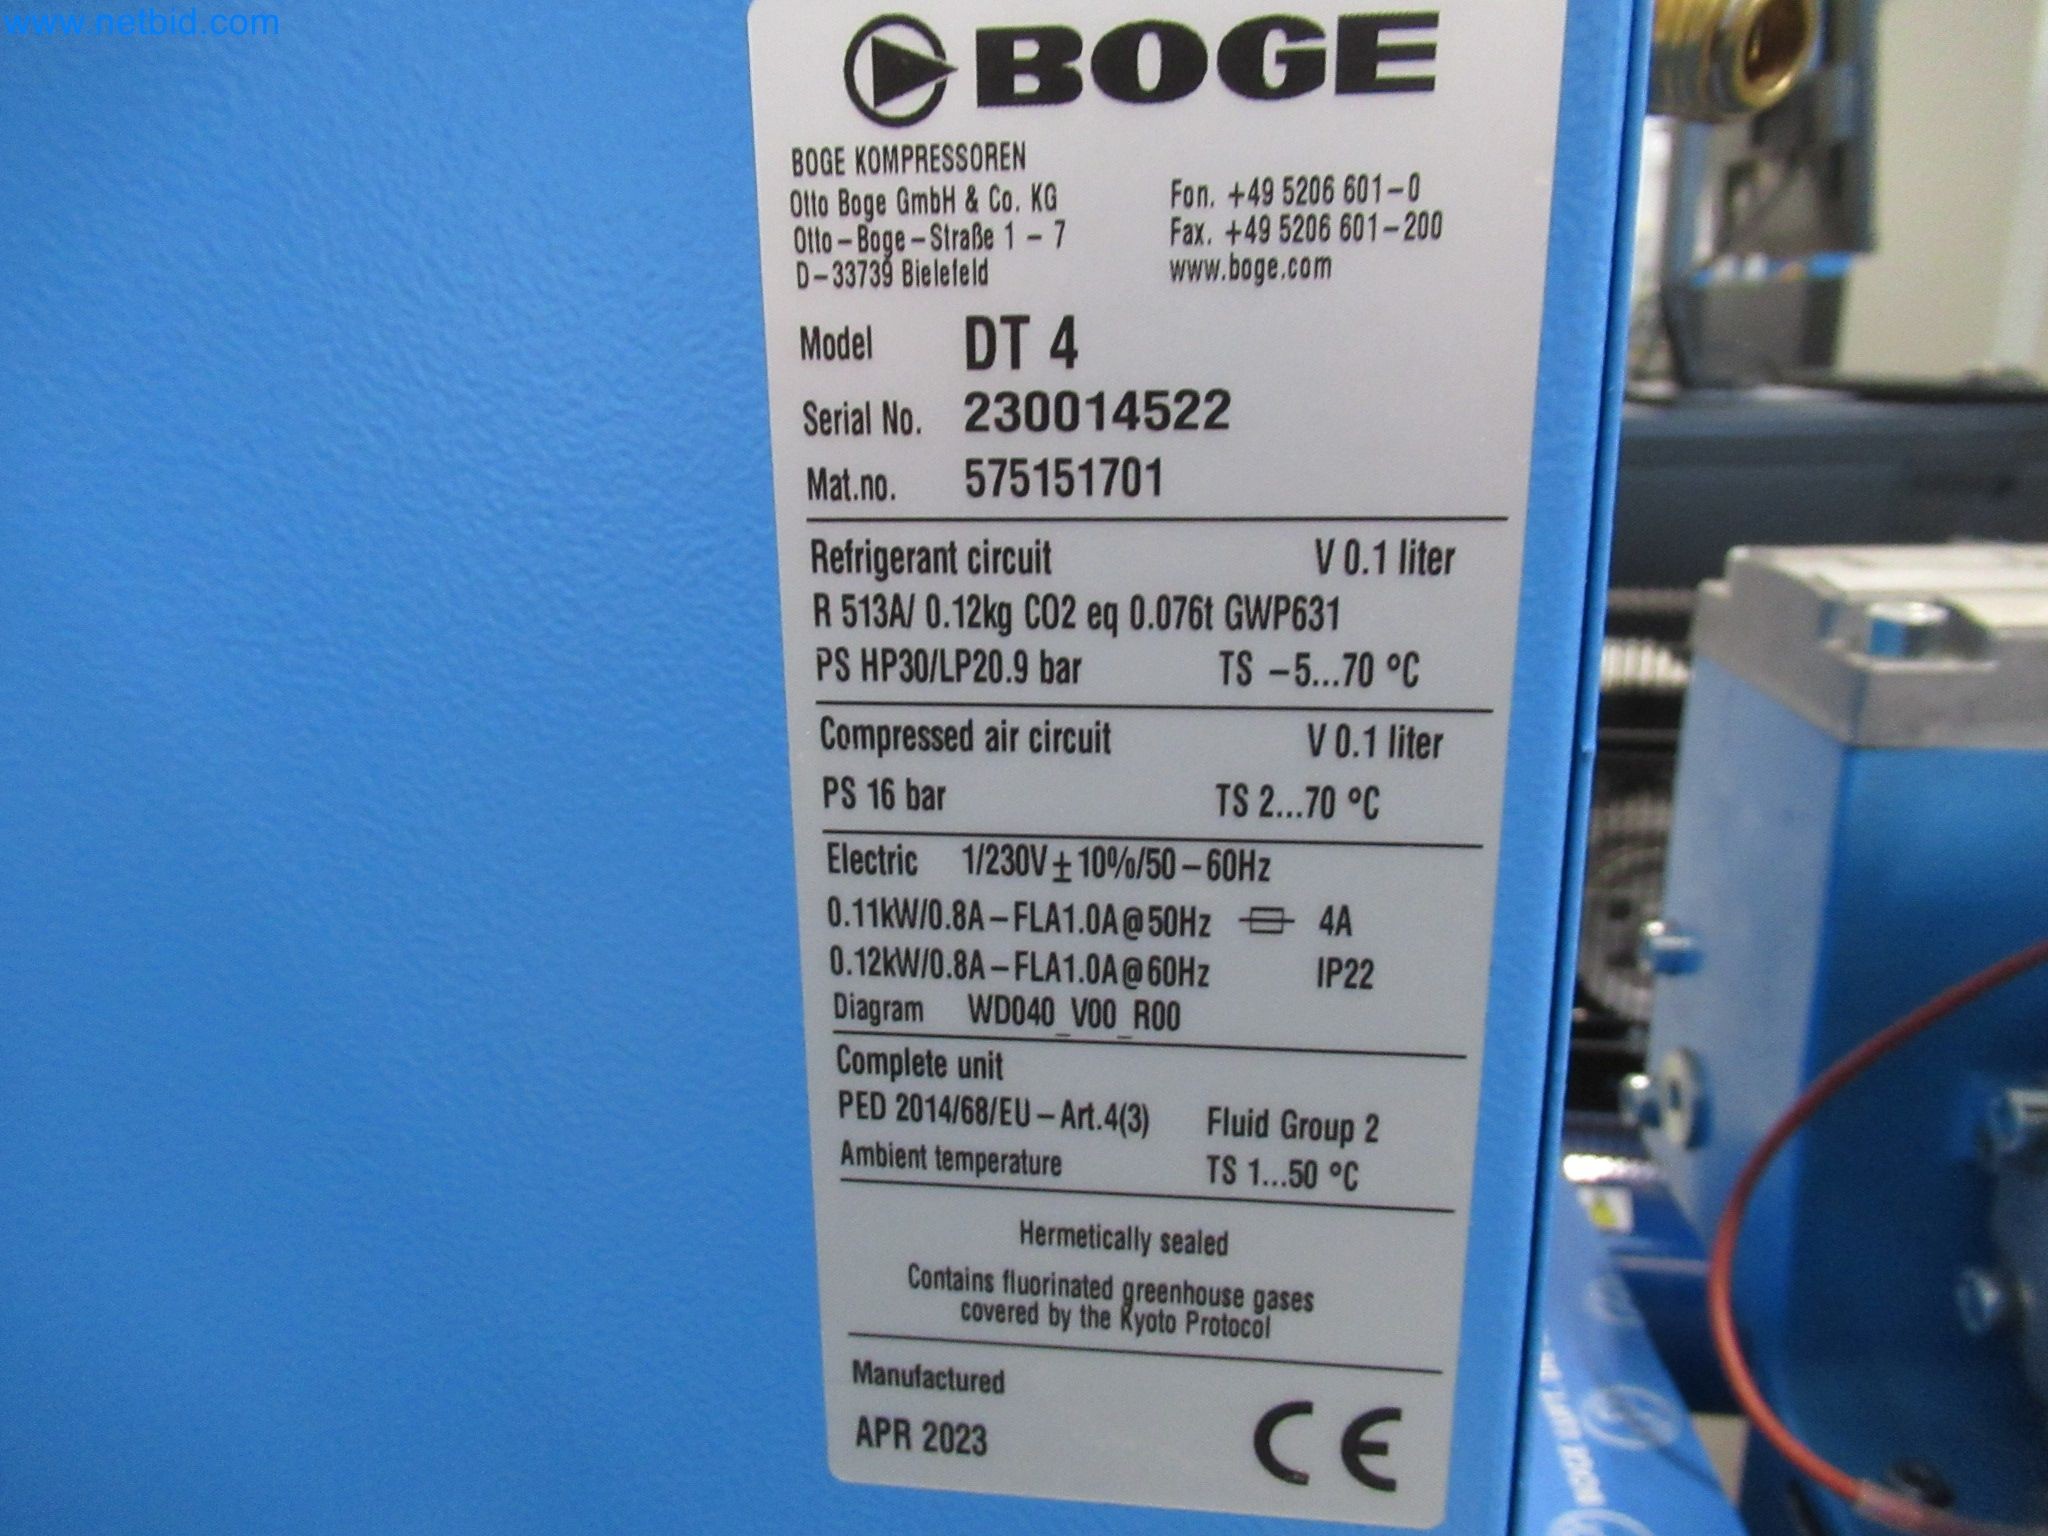 www.netbid.com
BOGE
BOGE KOMPRESSOREN
Otto Boge GmbH & Co. KG
Otto-Boge-Straße 1 - 7
D-33739 Bielefeld
Fon. +49 5206 601-0
Fax. +49 5206 601-200
www.boge.com
Model DT 4
Serial No. 230014522
Mat.no. 575151701
Refrigerant circuit V 0.1 liter
R 513A/ 0.12kg CO2 eq 0.076t GWP631
PS HP30/LP20.9 bar TS -5...70 °C
Compressed air circuit V 0.1 liter
PS 16 bar TS 2...70 °C
Electric 1/230V±10%/50-60Hz
0.11kW/0.8A-FLA1.0A@50Hz 4A
0.12kW/0.8A-FLA1.0A@60Hz IP22
Diagram WD040_V00_R00
Complete unit
PED 2014/68/EU-Art.4(3) Fluid Group 2
Ambient temperature TS 1...50 °C
Hermetically sealed
Contains fluorinated greenhouse gases
covered by the Kyoto Protocol
Manufactured
APR 2023
CE